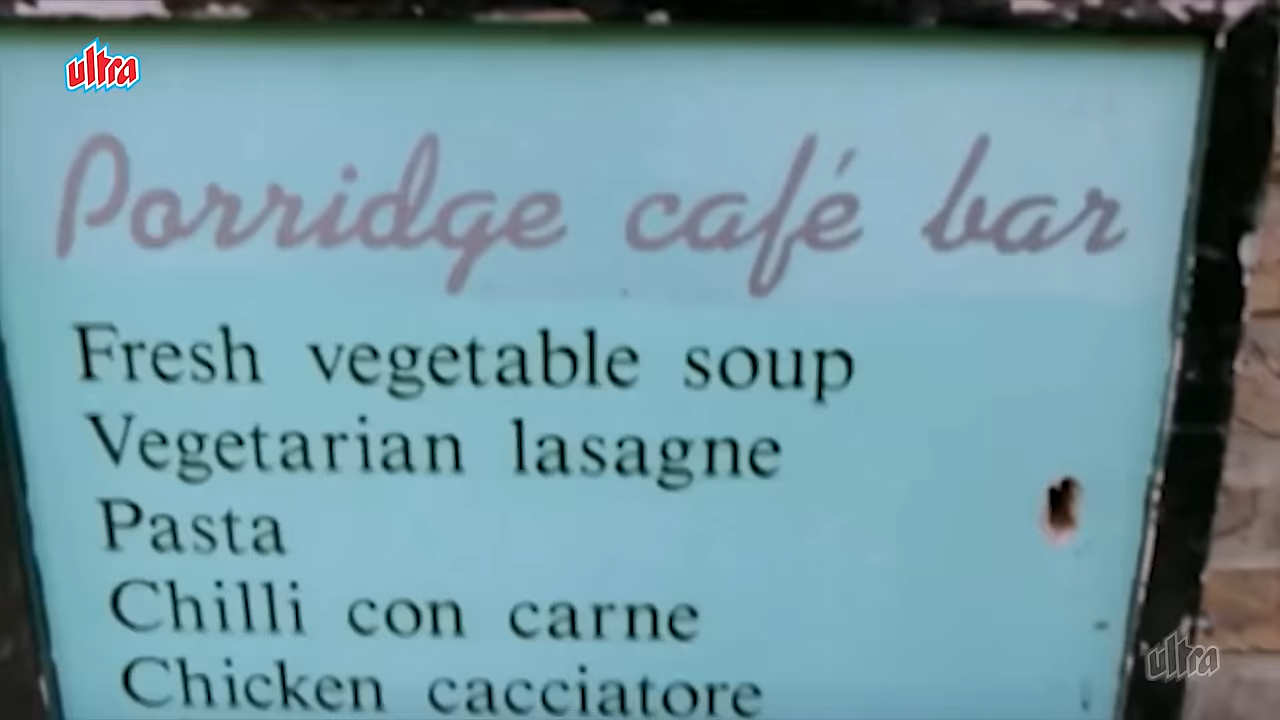 ultra
Porridge café bar
Fresh vegetable soup
Vegetarian lasagne
Pasta
Chilli con carne
Chicken cacciatore
ultra